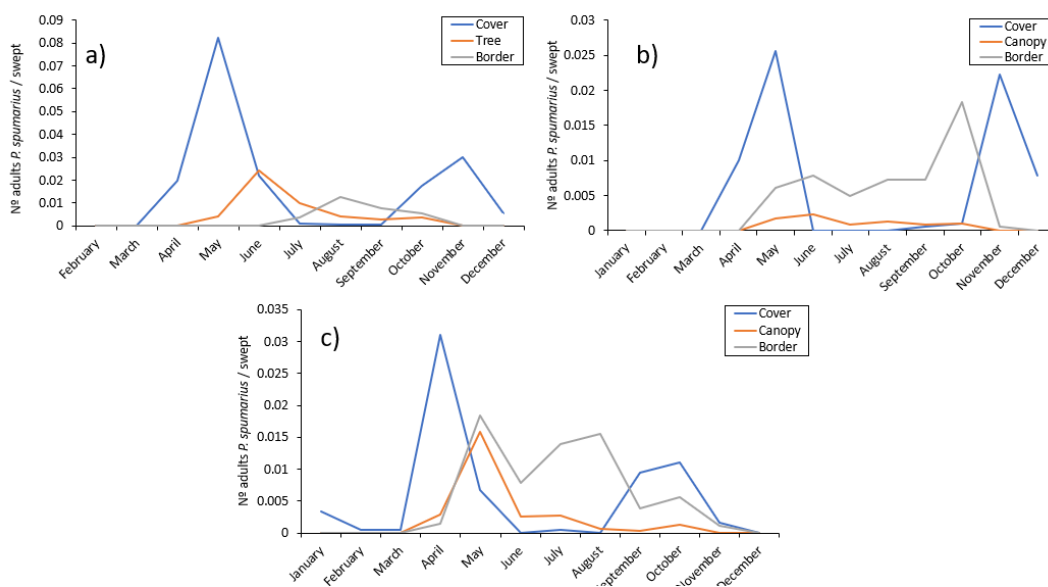 a)
Nº adults P. spumarius / swept
0.09
0.08
0.07
0.06
0.05
0.04
0.03
0.02
0.01
0
February
March
April
May
June
July
August
September
October
November
December
Cover
Tree
Border
b)
Nº adults P. spumarius / swept
0.03
0.025
0.02
0.015
0.01
0.005
0
January
February
March
April
May
June
July
August
September
October
November
December
Cover
Canopy
Border
c)
Nº adults P. spumarius / swept
0.035
0.03
0.025
0.02
0.015
0.01
0.005
0
January
February
March
April
May
June
July
August
September
October
November
December
Cover
Canopy
Border